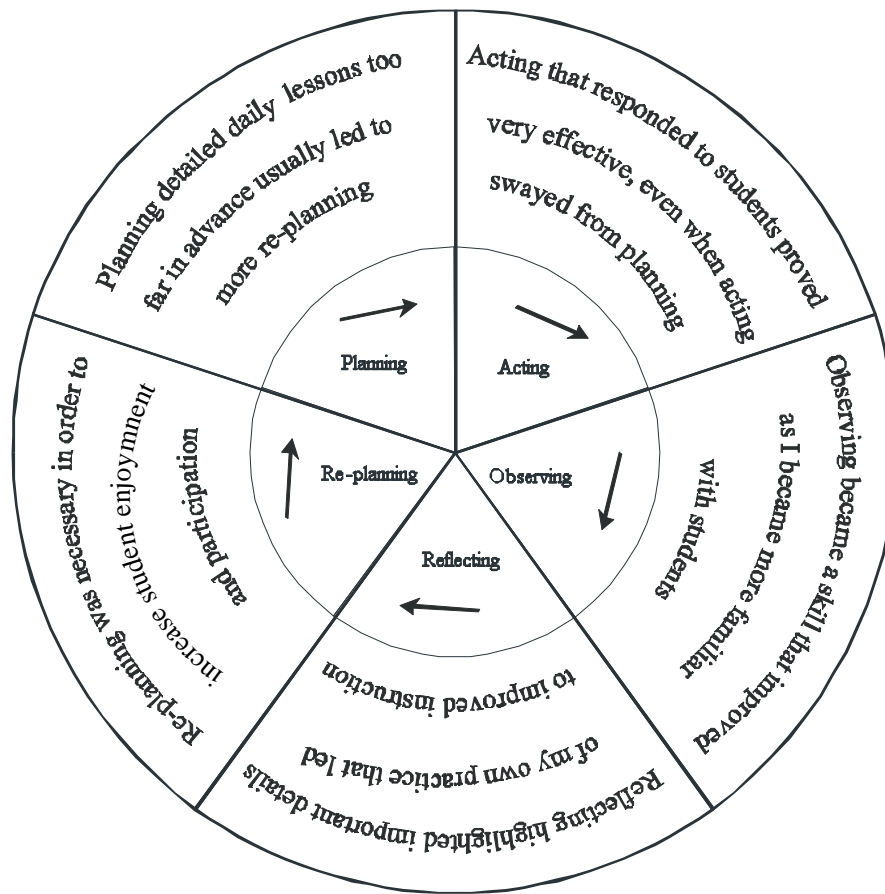 Planning detailed daily lessons too
far in advance usually led to
more re-planning
Planning
Acting that responded to students proved
very effective, even when acting
swayed from planning
Acting
Observing became a skill that improved
as I became more familiar
with students
Observing
Reflecting highlighted important details
of my own practice that led
to improved instruction
Reflecting
Re-planning was necessary in order to
increase student enjoymnent
and participation
Re-planning